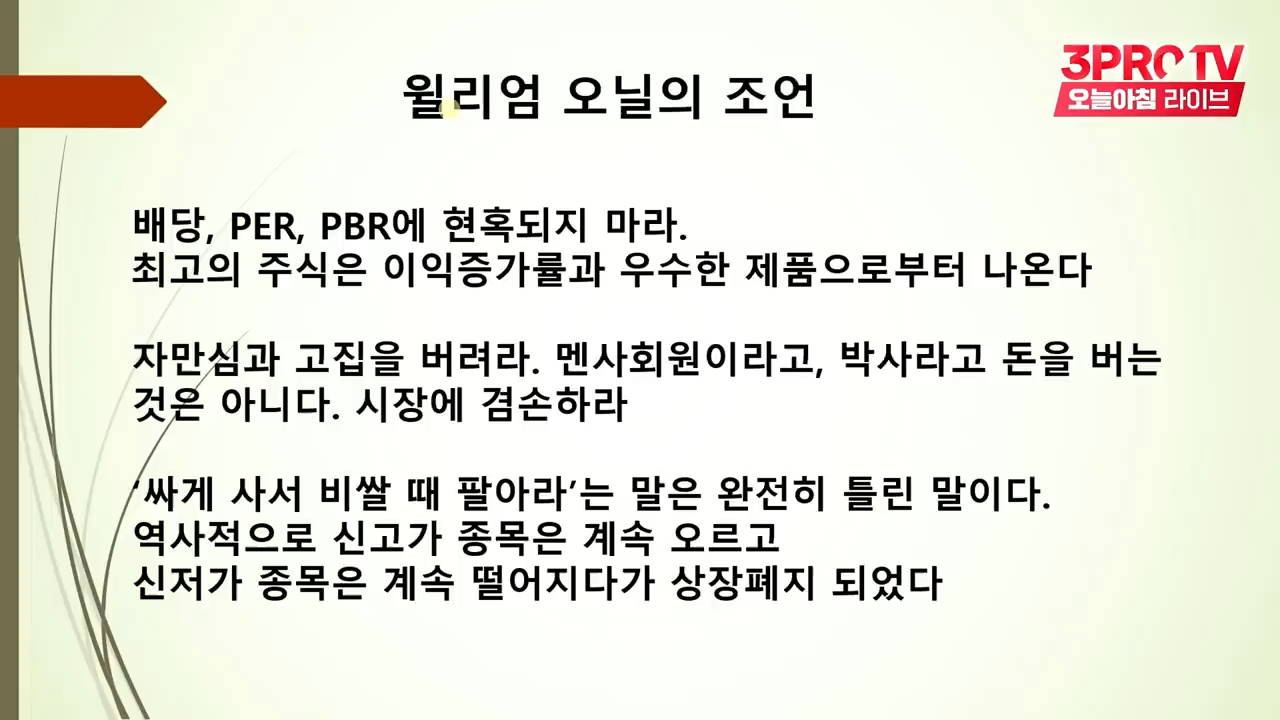 윌리엄 오닐의 조언
3PROTV
오늘아침 라이브
배당, PER, PBR에 현혹되지 마라.
최고의 주식은 이익증가률과 우수한 제품으로부터 나온다
자만심과 고집을 버려라. 멘사회원이라고, 박사라고 돈을 버는
것은 아니다. 시장에 겸손하라
'싸게 사서 비쌀 때 팔아라'는 말은 완전히 틀린 말이다.
역사적으로 신고가 종목은 계속 오르고
신저가 종목은 계속 떨어지다가 상장폐지 되었다